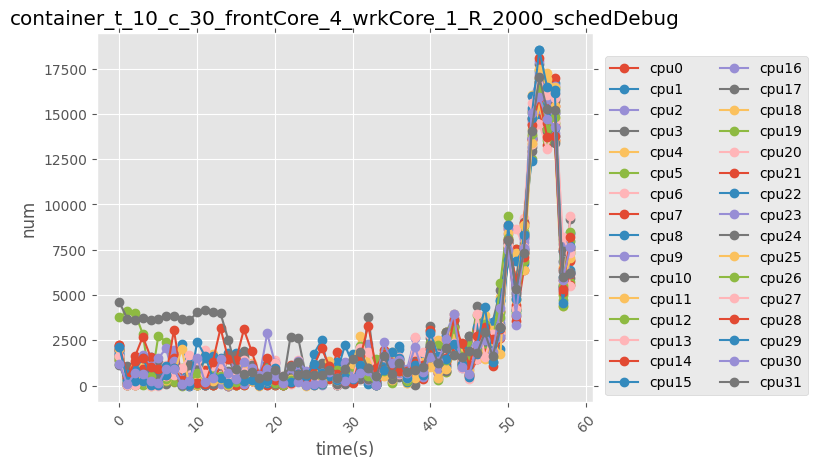 container_t_10_c_30_frontCore_4_wrkCore_1_R_2000_schedDebug
num
17500
15000
12500
10000
7500
5000
2500
0
0
10
20
30
40
50
60
time(s)
cpu0
cpu1
cpu2
cpu3
cpu4
cpu5
cpu6
cpu7
cpu8
cpu9
cpu10
cpu11
cpu12
cpu13
cpu14
cpu15
cpu16
cpu17
cpu18
cpu19
cpu20
cpu21
cpu22
cpu23
cpu24
cpu25
cpu26
cpu27
cpu28
cpu29
cpu30
cpu31